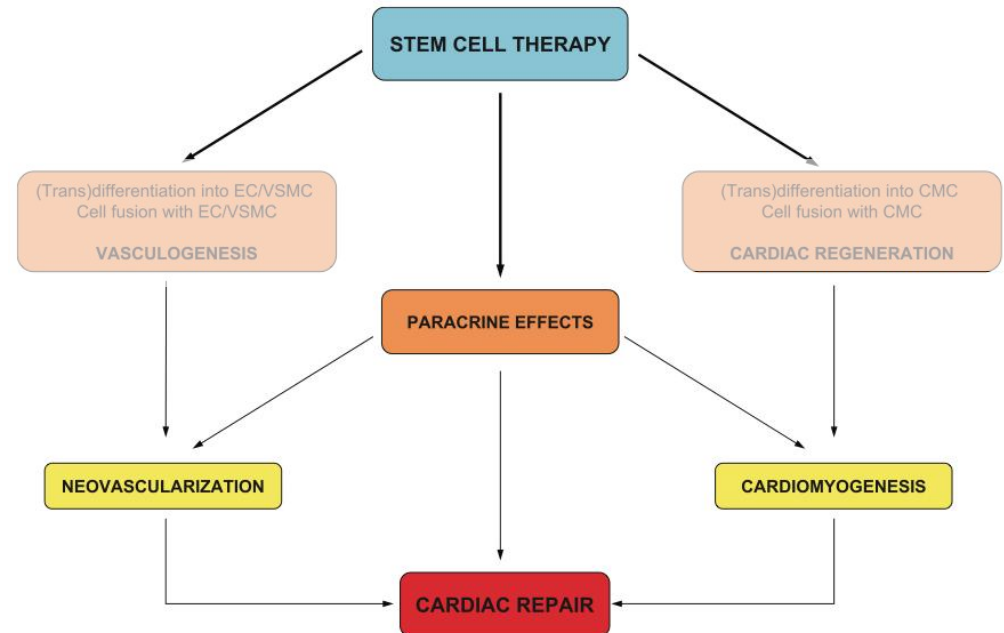 STEM CELL THERAPY
(Trans)differentiation into EC/VSMC
Cell fusion with EC/VSMC
VASCULOGENESIS
(Trans)differentiation into CMC
Cell fusion with CMC
CARDIAC REGENERATION
PARACRINE EFFECTS
NEOVASCULARIZATION
CARDIOMYOGENESIS
CARDIAC REPAIR